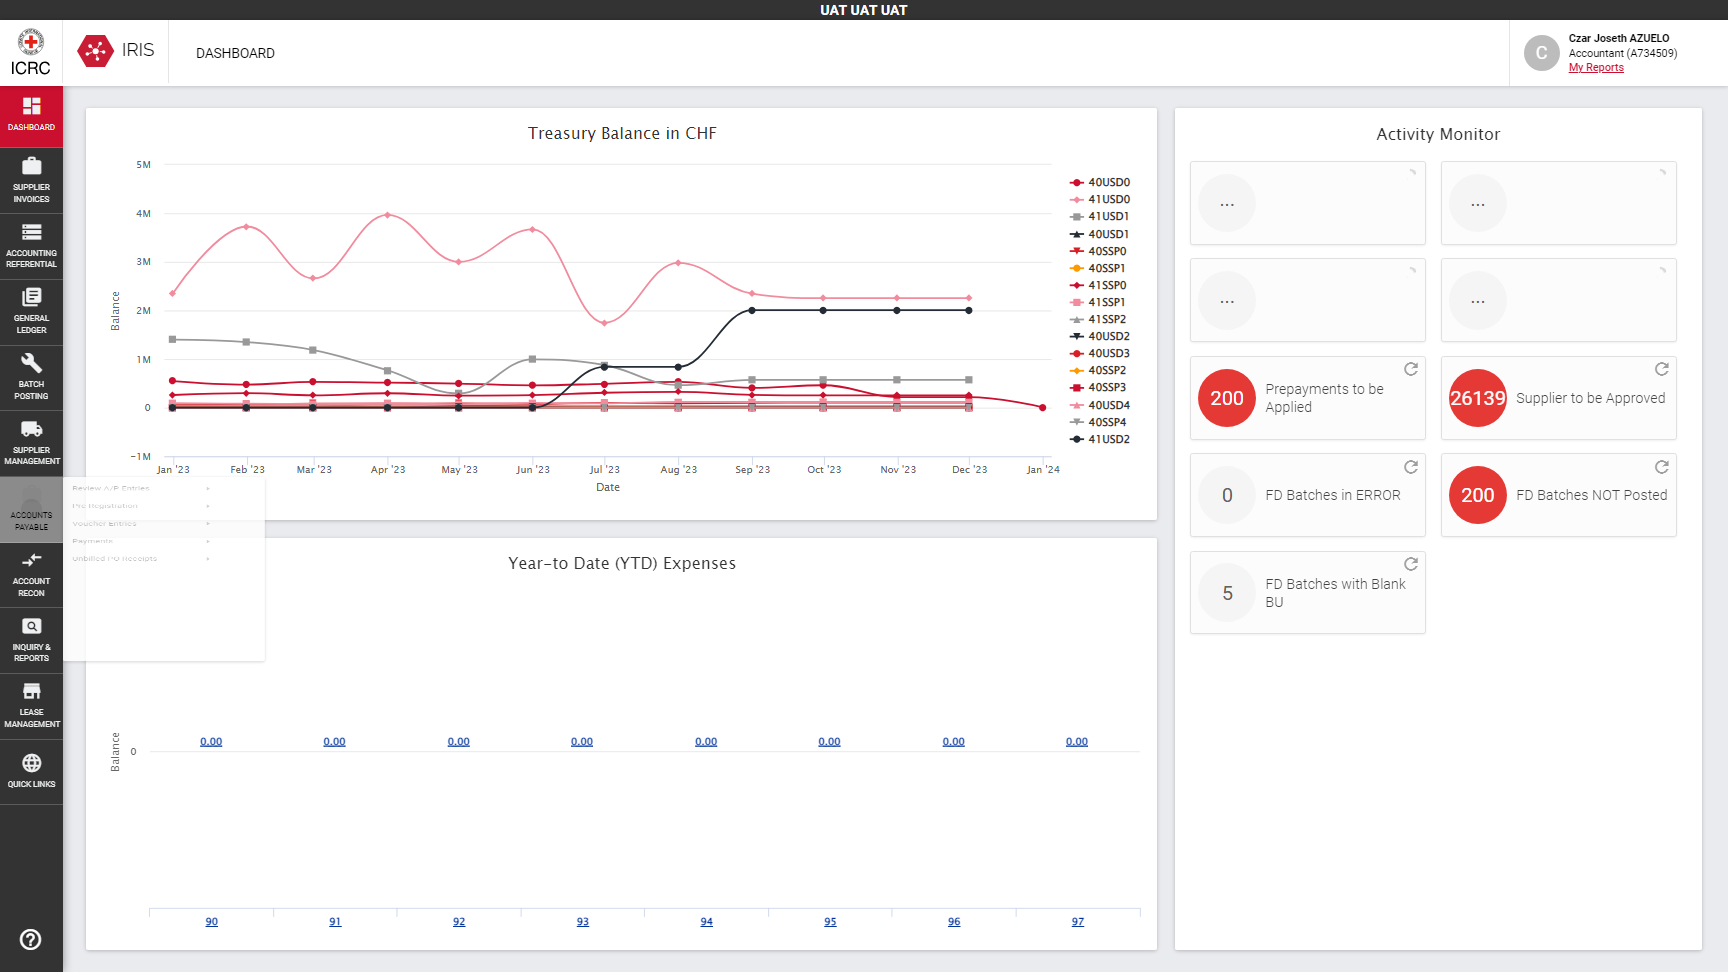 UAT UAT UAT
ICRC
IRIS
DASHBOARD
C
Czar Joseth AZUELO
Accountant (A734509)
My Reports
DASHBOARD
SUPPLIER
INVOICES
ACCOUNTING
REFERENTIAL
GENERAL
LEDGER
BATCH
POSTING
SUPPLIER
MANAGEMENT
ACCOUNTS
PAYABLE
ACCOUNT
RECON
INQUIRY &
REPORTS
LEASE
MANAGEMENT
QUICK LINKS
Review A/P Entries
Pre Registration
Voucher Entries
Payments
Unbilled PO Receipts
Treasury Balance in CHF
5M
4M
3M
2M
1M
0
-1M
Balance
Jan '23 Feb '23 Mar '23 Apr '23 May '23 Jun '23 Jul '23 Aug '23 Sep '23 Oct '23 Nov '23 Dec '23 Jan '24
Date
40USD0
41USD0
41USD1
40USD1
40SSP0
40SSP1
41SSP0
41SSP1
41SSP2
40USD2
40USD3
40SSP2
40SSP3
40USD4
40SSP4
41USD2
Year-to Date (YTD) Expenses
Balance
0
0.00 0.00 0.00 0.00 0.00 0.00 0.00 0.00
90 91 92 93 94 95 96 97
Activity Monitor
... ...
... ...
200 Prepayments to be
Applied
26139 Supplier to be Approved
0 FD Batches in ERROR
200 FD Batches NOT Posted
5 FD Batches with Blank
BU